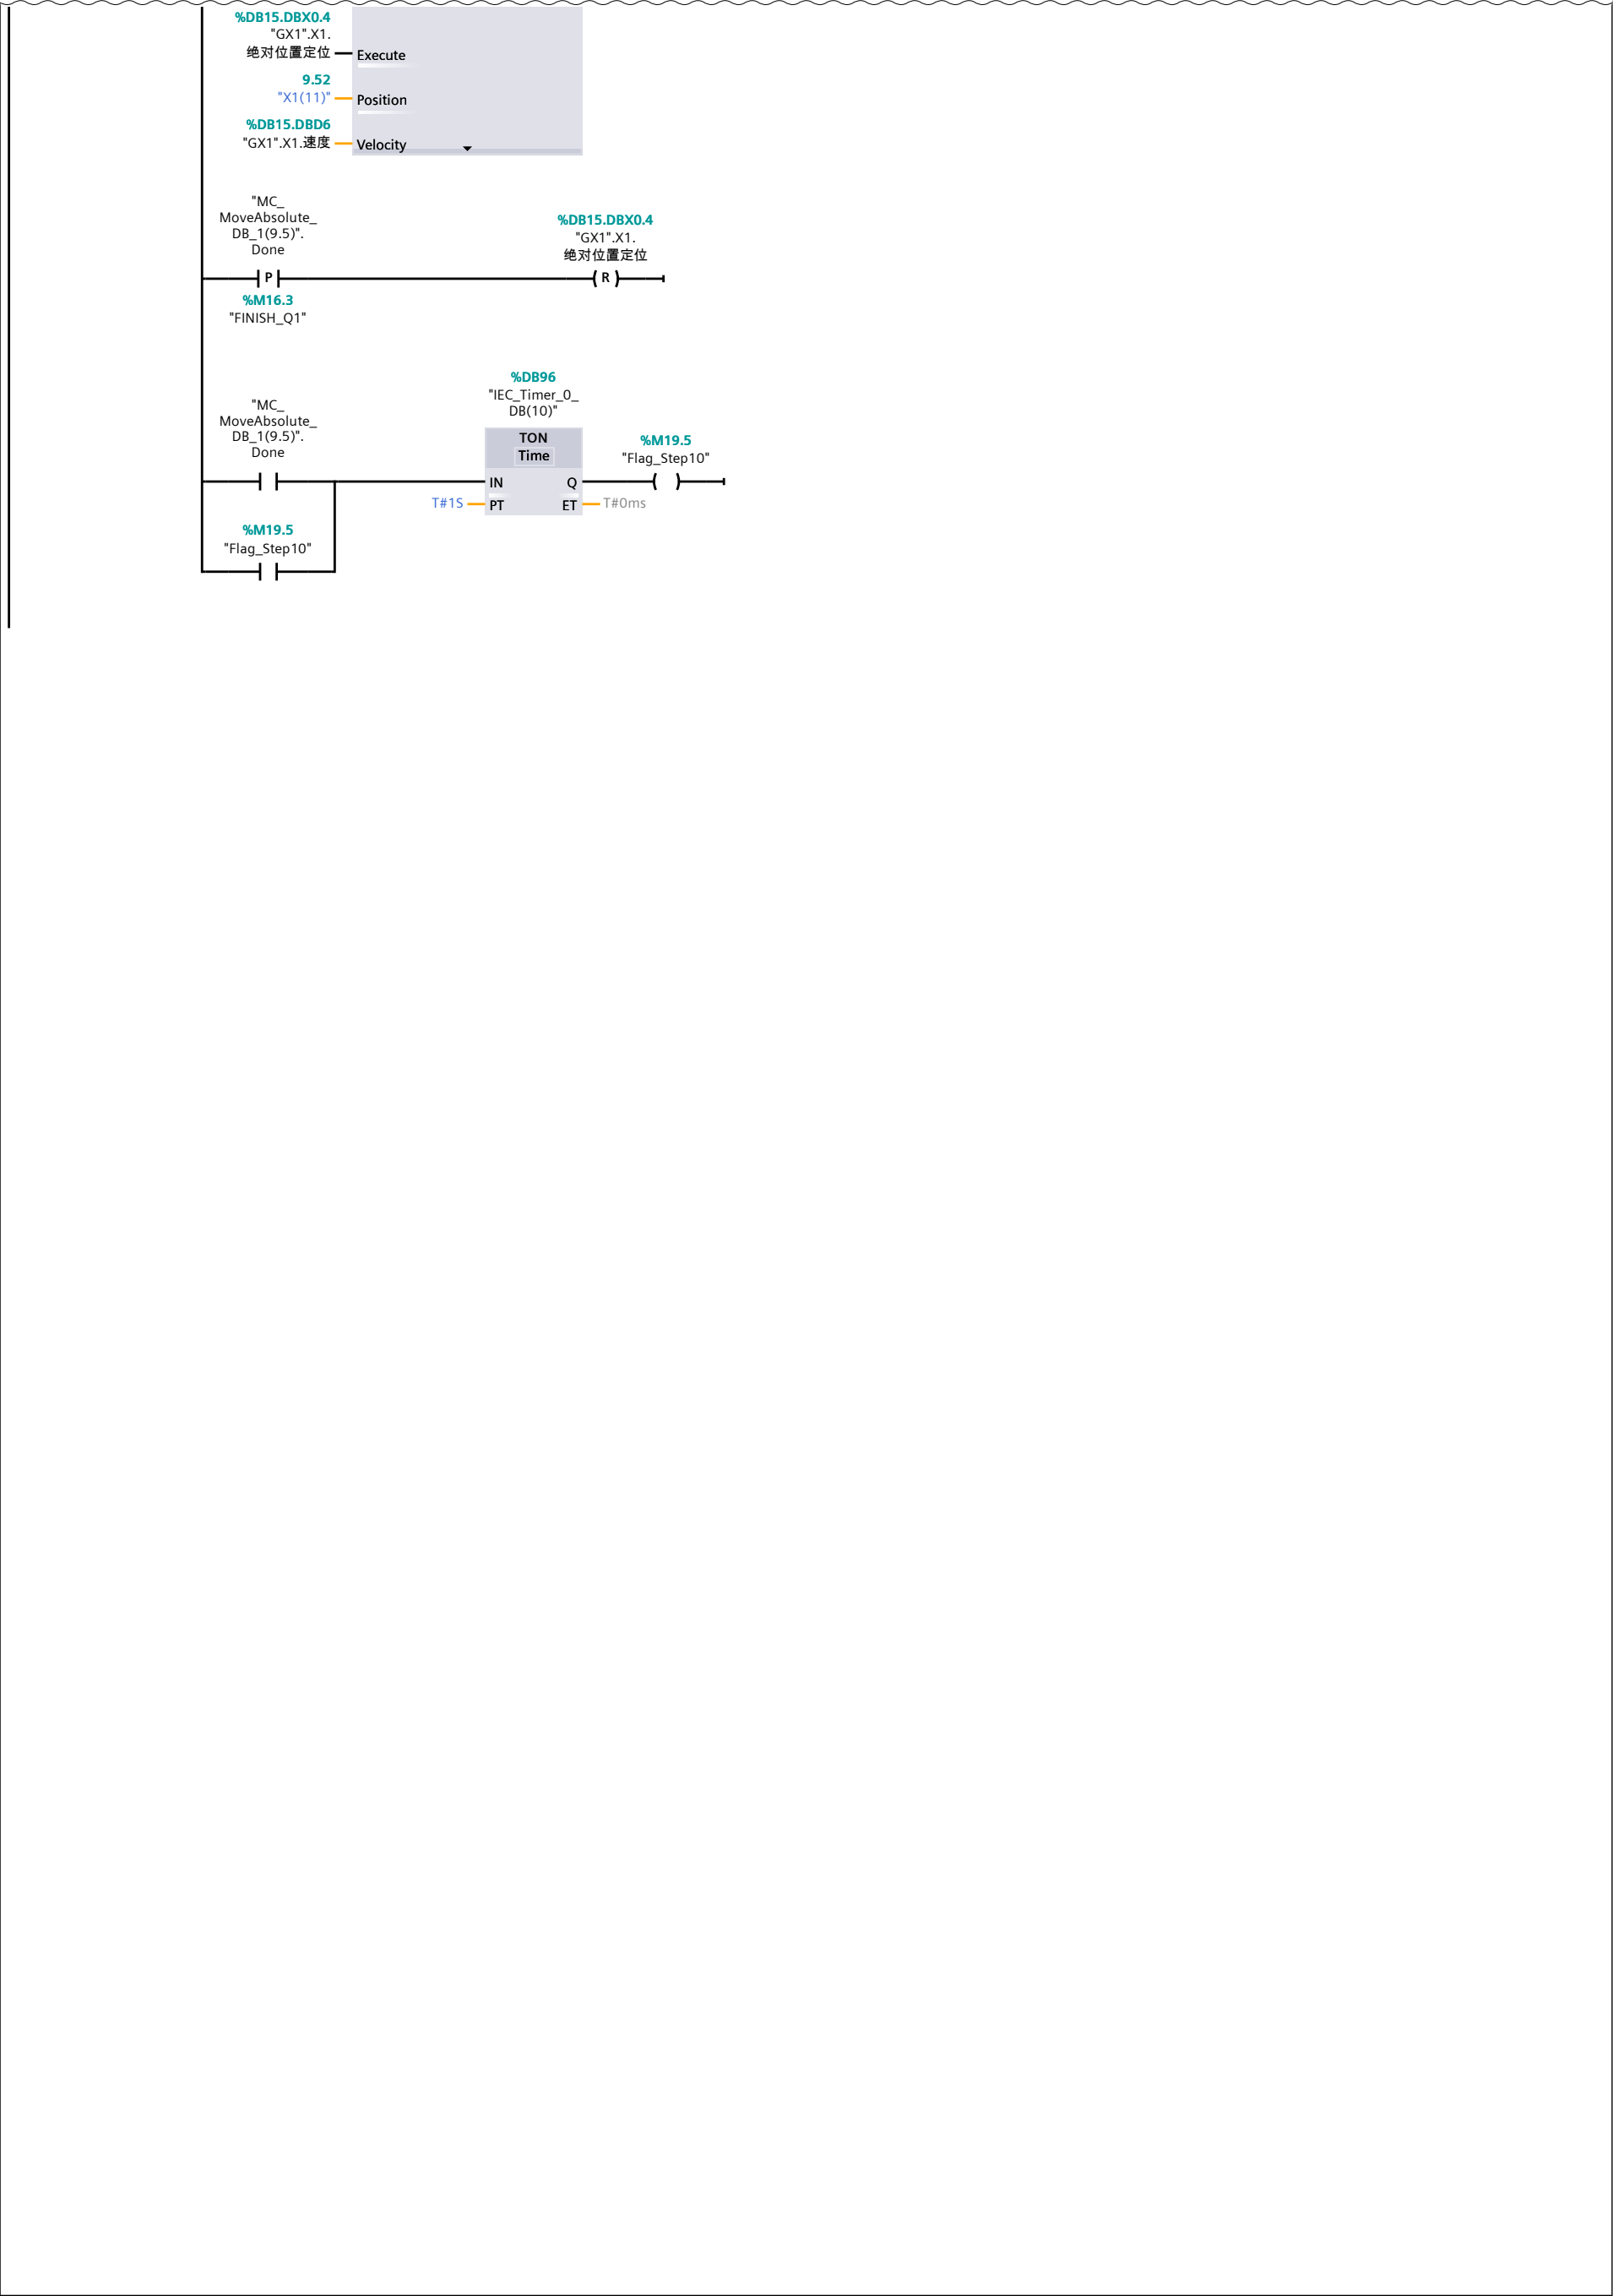 %DB15.DBX0.4
"GX1".X1.
绝对位置定位
Execute
9.52
"X1(11)"
Position
%DB15.DBD6
"GX1".X1.速度
Velocity
"MC_
MoveAbsolute_
DB_1(9.5)".
Done
%DB15.DBX0.4
"GX1".X1.
绝对位置定位
P
R
%M16.3
"FINISH_Q1"
%DB96
"IEC_Timer_0_
DB(10)"
"MC_
MoveAbsolute_
DB_1(9.5)".
Done
TON
Time
%M19.5
"Flag_Step10"
IN
Q
T#1S
PT
ET
T#0ms
%M19.5
"Flag_Step10"